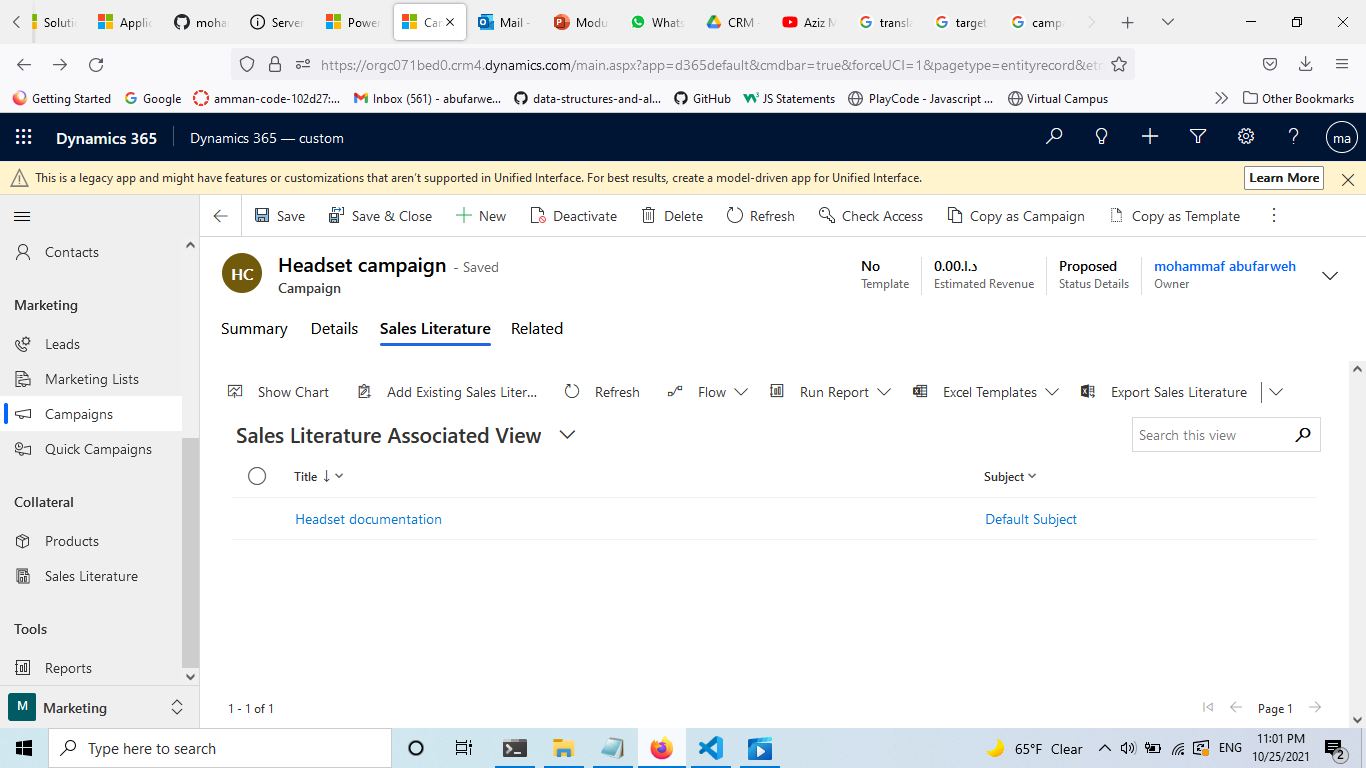 Soluti
Applic
moha
Server
Power
Car
Mail -
Modu
Whats
CRM -
Aziz M
transla
target
campa
https://orgc071bed0.crm4.dynamics.com/main.aspx?app=d365default&cmdbar=true&forceUCI=1&pagetype=entityrecord&etn
Getting Started
Google
amman-code-102d27:...
Inbox (561) - abufarwe...
data-structures-and-al...
GitHub
JS Statements
PlayCode - Javascript ...
Virtual Campus
Other Bookmarks
Dynamics 365
Dynamics 365 — custom
ma
This is a legacy app and might have features or customizations that aren't supported in Unified Interface. For best results, create a model-driven app for Unified Interface.
Learn More
Save
Save & Close
New
Deactivate
Delete
Refresh
Check Access
Copy as Campaign
Copy as Template
Contacts
Marketing
Leads
Marketing Lists
Campaigns
Quick Campaigns
Collateral
Products
Sales Literature
Tools
Reports
M
Marketing
HC
Headset campaign
- Saved
Campaign
No
Template
د.ا.0.00
Estimated Revenue
Proposed
Status Details
mohammaf abufarweh
Owner
Summary
Details
Sales Literature
Related
Show Chart
Add Existing Sales Liter...
Refresh
Flow
Run Report
Excel Templates
Export Sales Literature
Sales Literature Associated View
Search this view
Title
Subject
Headset documentation
Default Subject
1 - 1 of 1
Page 1
Type here to search
65°F Clear
ENG
11:01 PM
10/25/2021
2